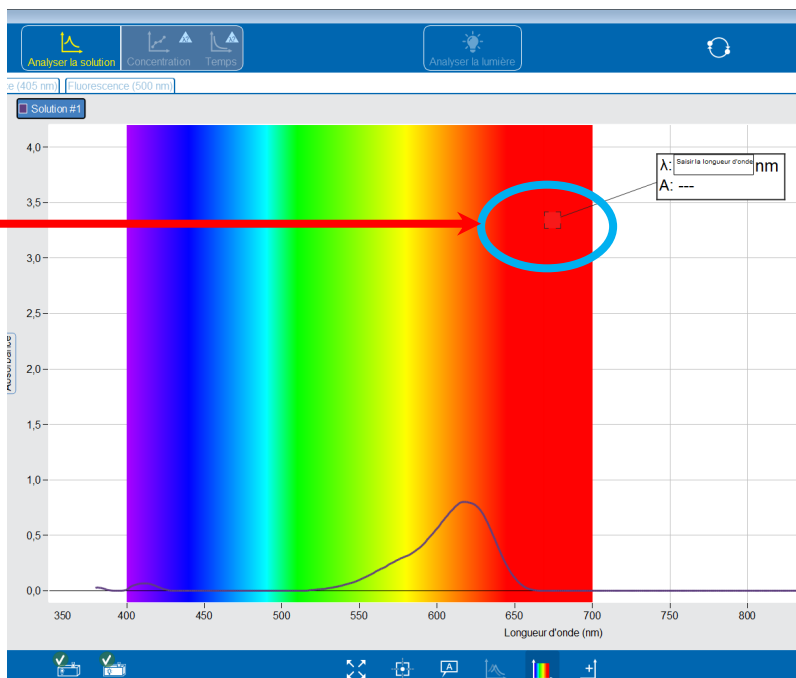 Analyser la solution
Concentration
Temps
Analyser la lumière
ce (405 nm)
Fluorescence (500 nm)
Solution #1
λ: Saisir la longueur d'onde nm
A: ---
4,0
3,5
3,0
2,5
2,0
1,5
1,0
0,5
0,0
Absorbance
350 400 450 500 550 600 650 700 750 800
Longueur d'onde (nm)
A